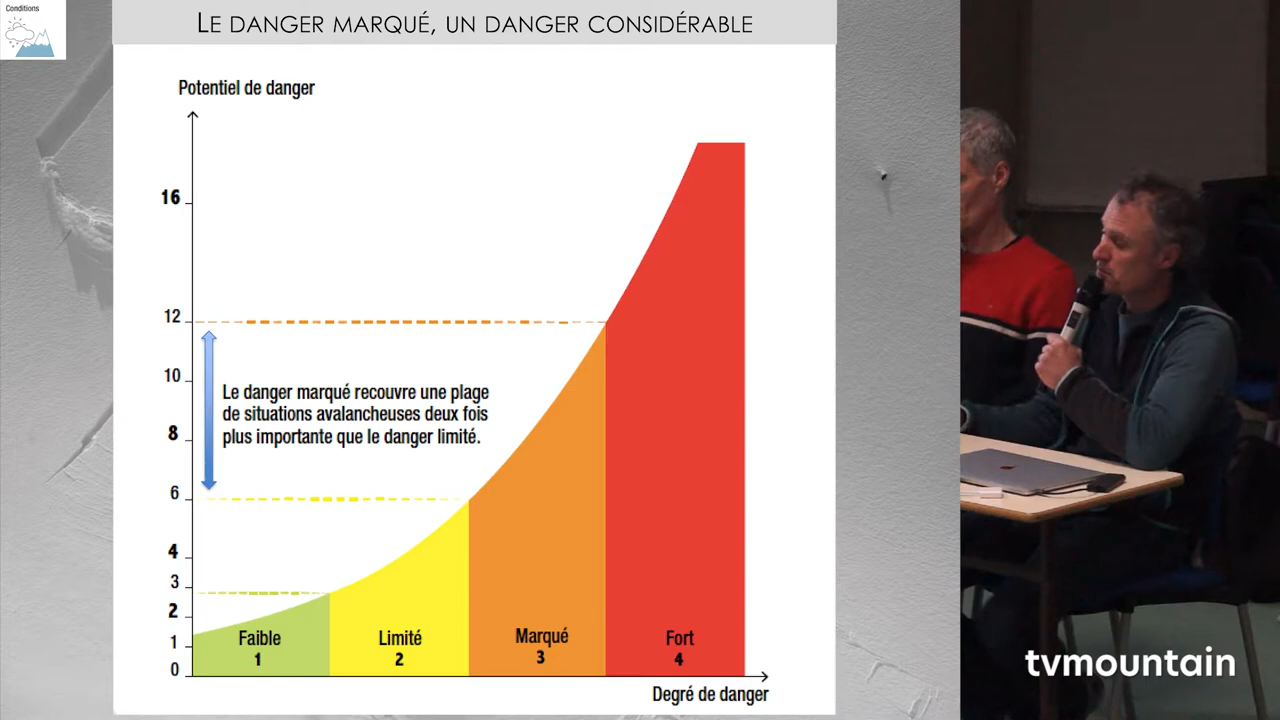 Conditions
LE DANGER MARQUÉ, UN DANGER CONSIDÉRABLE
Potentiel de danger
16
12
10
8
6
4
3
2
1
0
Le danger marqué recouvre une plage
de situations avalancheuses deux fois
plus importante que le danger limité.
Faible
1
Limité
2
Marqué
3
Fort
4
Degré de danger
tvmountain